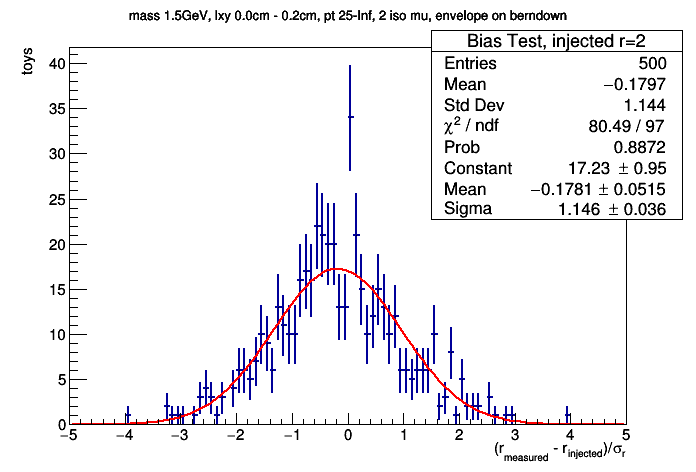 mass 1.5GeV, lxy 0.0cm - 0.2cm, pt 25-Inf, 2 iso mu, envelope on berndown
Bias Test, injected r=2
Entries 500
Mean −0.1797
Std Dev 1.144
χ² / ndf 80.49 / 97
Prob 0.8872
Constant 17.23 ± 0.95
Mean −0.1781 ± 0.0515
Sigma 1.146 ± 0.036
toys
40
35
30
25
20
15
10
5
0
−5 −4 −3 −2 −1 0 1 2 3 4 5
(r_measured - r_injected)/σ_r